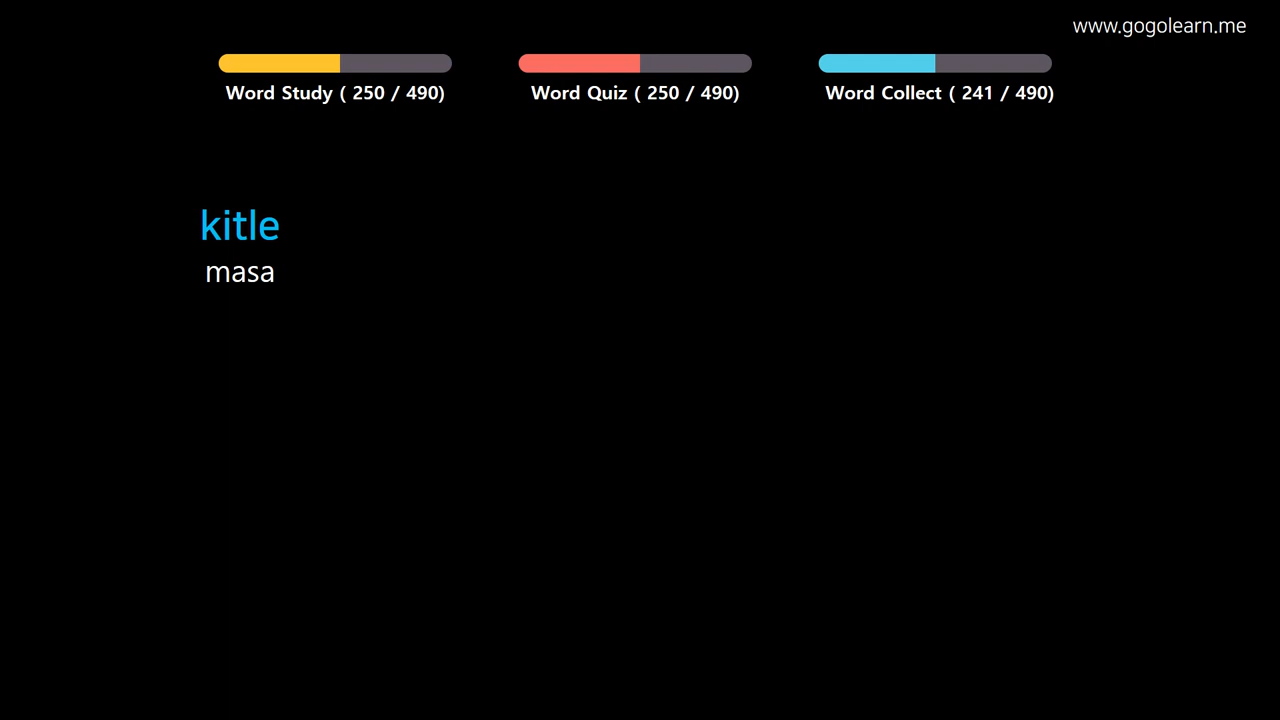 www.gogolearn.me
Word Study ( 250 / 490)
Word Quiz ( 250 / 490)
Word Collect ( 241 / 490)
kitle
masa